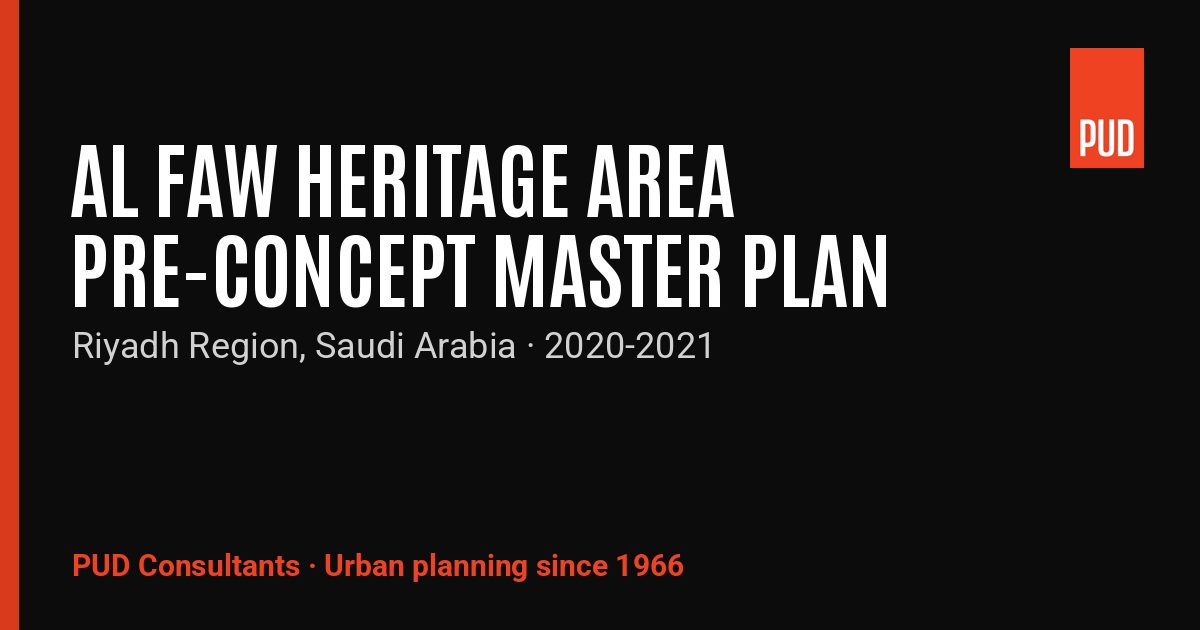 PUD
AL FAW HERITAGE AREA
PRE-CONCEPT MASTER PLAN
Riyadh Region, Saudi Arabia · 2020-2021
PUD Consultants · Urban planning since 1966